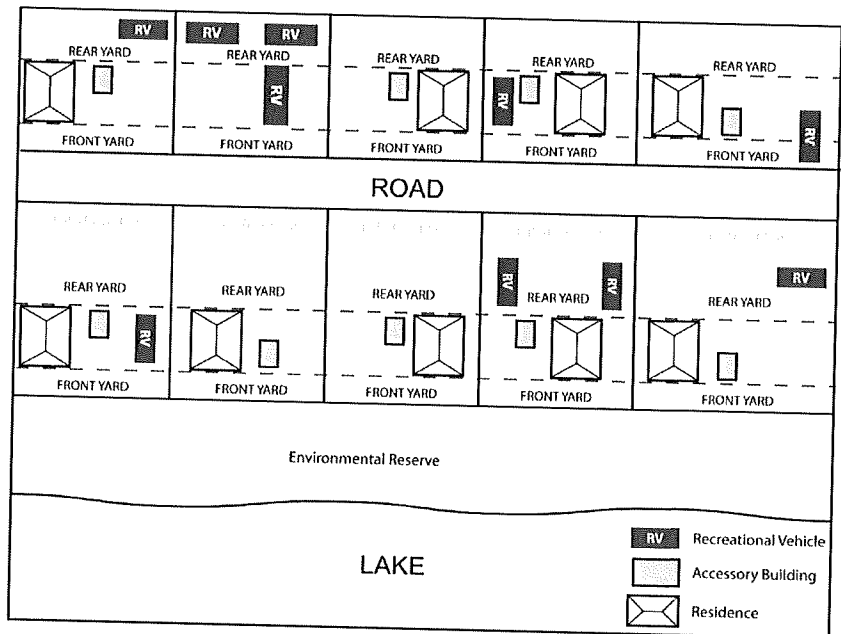 RV RV RV
REAR YARD REAR YARD REAR YARD REAR YARD REAR YARD
RV RV RV
FRONT YARD FRONT YARD FRONT YARD FRONT YARD FRONT YARD
ROAD
RV RV RV
REAR YARD REAR YARD REAR YARD REAR YARD REAR YARD
RV
FRONT YARD FRONT YARD FRONT YARD FRONT YARD FRONT YARD
Environmental Reserve
LAKE
RV Recreational Vehicle
Accessory Building
Residence